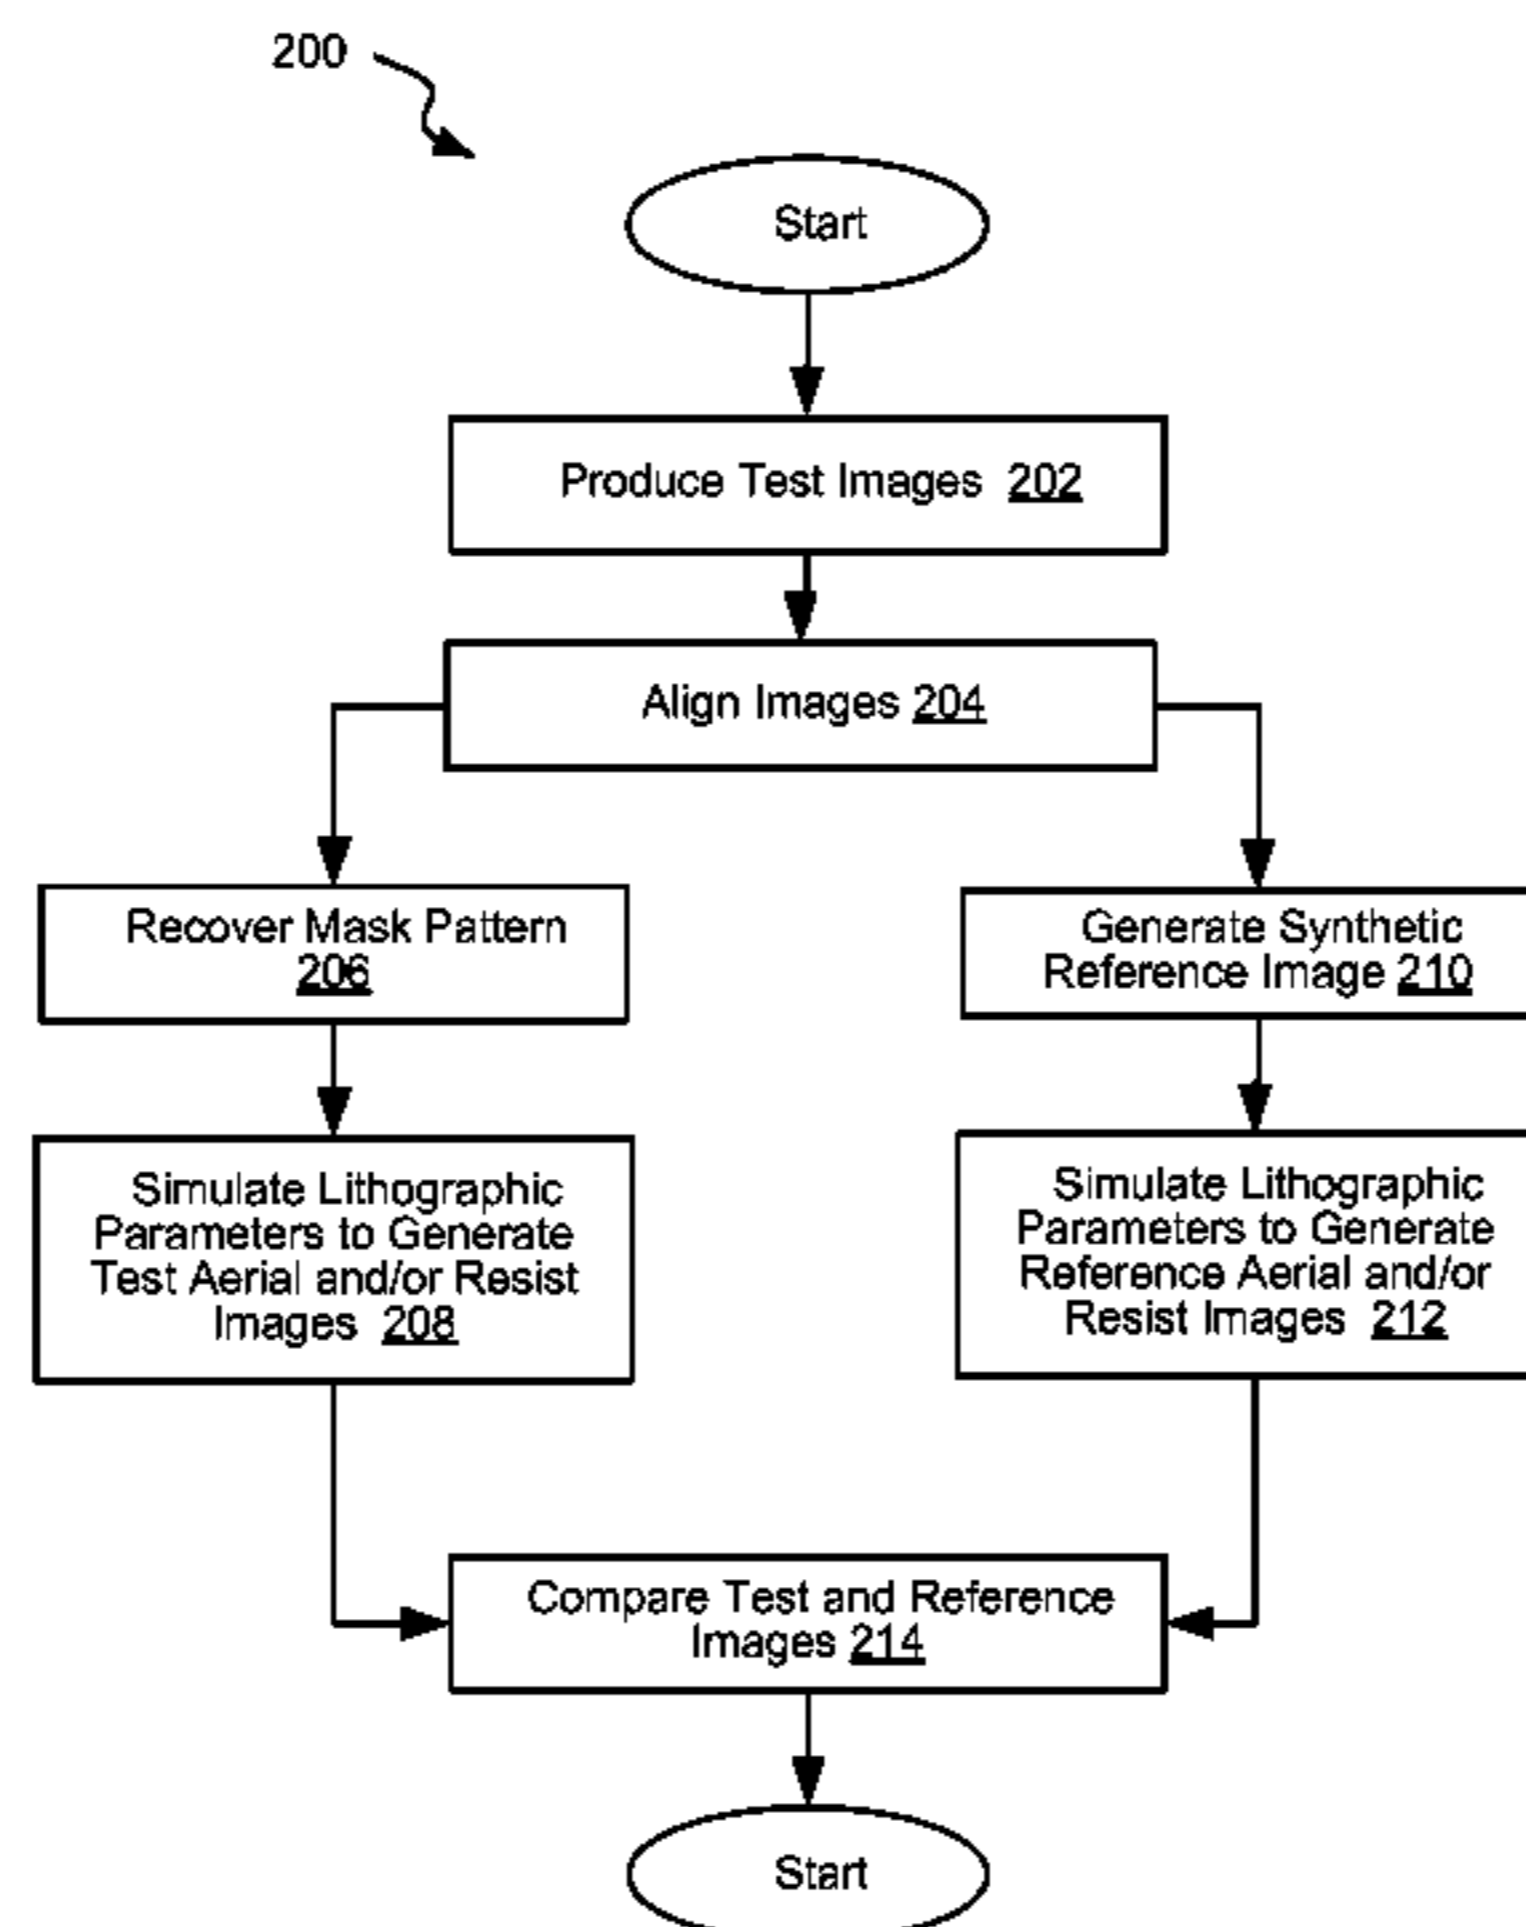 200
Start
Produce Test Images 202
Align Images 204
Recover Mask Pattern
206
Generate Synthetic
Reference Image 210
Simulate Lithographic
Parameters to Generate
Test Aerial and/or Resist
Images 208
Simulate Lithographic
Parameters to Generate
Reference Aerial and/or
Resist Images 212
Compare Test and Reference
Images 214
Start